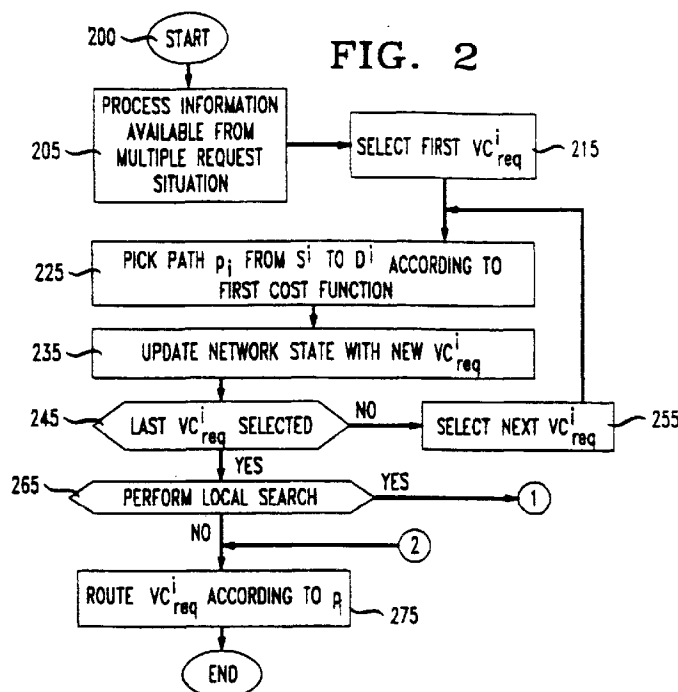 200
START
FIG. 2
205
PROCESS INFORMATION
AVAILABLE FROM
MULTIPLE REQUEST
SITUATION
SELECT FIRST VC^i_req
215
225
PICK PATH p_i FROM S^i TO D^i ACCORDING TO
FIRST COST FUNCTION
235
UPDATE NETWORK STATE WITH NEW VC^i_req
245
LAST VC^i_req SELECTED
NO
SELECT NEXT VC^i_req
255
YES
265
PERFORM LOCAL SEARCH
YES
1
NO
2
ROUTE VC^i_req ACCORDING TO P_i
275
END